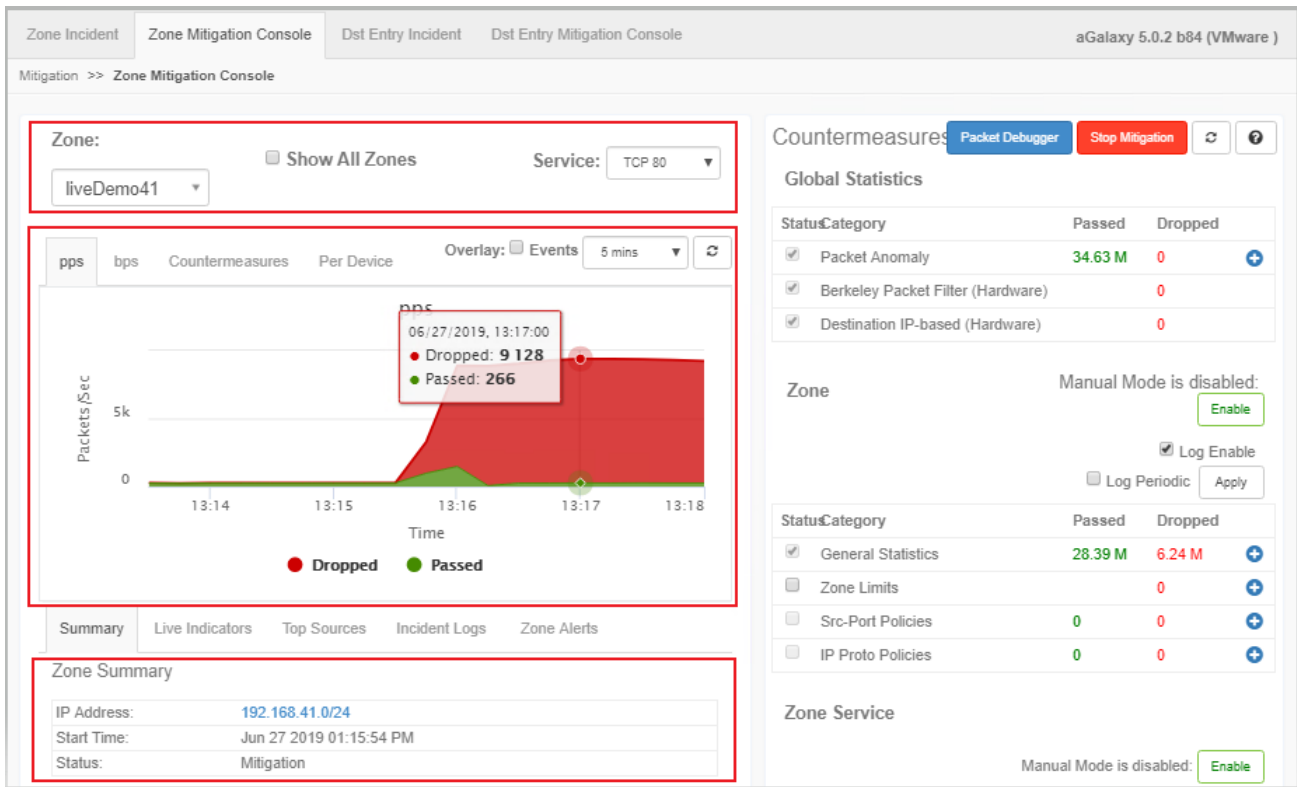 Zone Incident Zone Mitigation Console Dst Entry Incident Dst Entry Mitigation Console aGalaxy 5.0.2 b84 (VMware )
Mitigation >> Zone Mitigation Console
Zone:
Show All Zones
Service: TCP 80
liveDemo41
pps bps Countermeasures Per Device
Overlay: Events 5 mins
pps
06/27/2019, 13:17:00
Dropped: 9 128
Passed: 266
Packets/Sec
5k
0
13:14 13:15 13:16 13:17 13:18
Time
Dropped Passed
Summary Live Indicators Top Sources Incident Logs Zone Alerts
Zone Summary
IP Address: 192.168.41.0/24
Start Time: Jun 27 2019 01:15:54 PM
Status: Mitigation
Countermeasures Packet Debugger Stop Mitigation
Global Statistics
Status Category Passed Dropped
Packet Anomaly 34.63 M 0
Berkeley Packet Filter (Hardware) 0
Destination IP-based (Hardware) 0
Zone
Manual Mode is disabled:
Enable
Log Enable
Log Periodic Apply
Status Category Passed Dropped
General Statistics 28.39 M 6.24 M
Zone Limits 0
Src-Port Policies 0 0
IP Proto Policies 0 0
Zone Service
Manual Mode is disabled: Enable